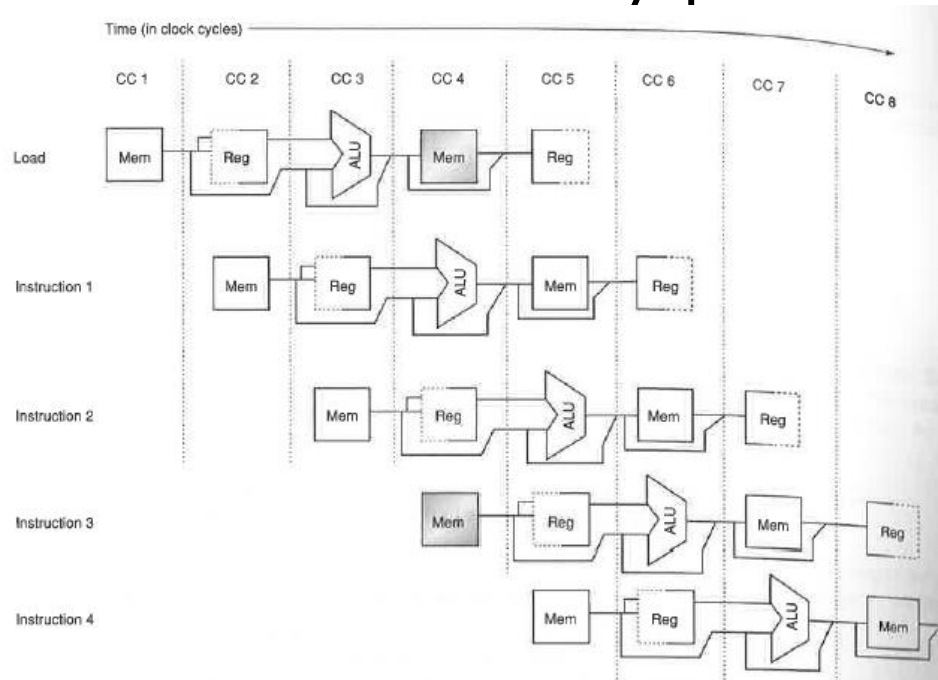 Time (in clock cycles)
CC 1 CC 2 CC 3 CC 4 CC 5 CC 6 CC 7 CC 8
Load Mem Reg ALU Mem Reg
Instruction 1 Mem Reg ALU Mem Reg
Instruction 2 Mem Reg ALU Mem Reg
Instruction 3 Mem Reg ALU Mem Reg
Instruction 4 Mem Reg ALU Mem